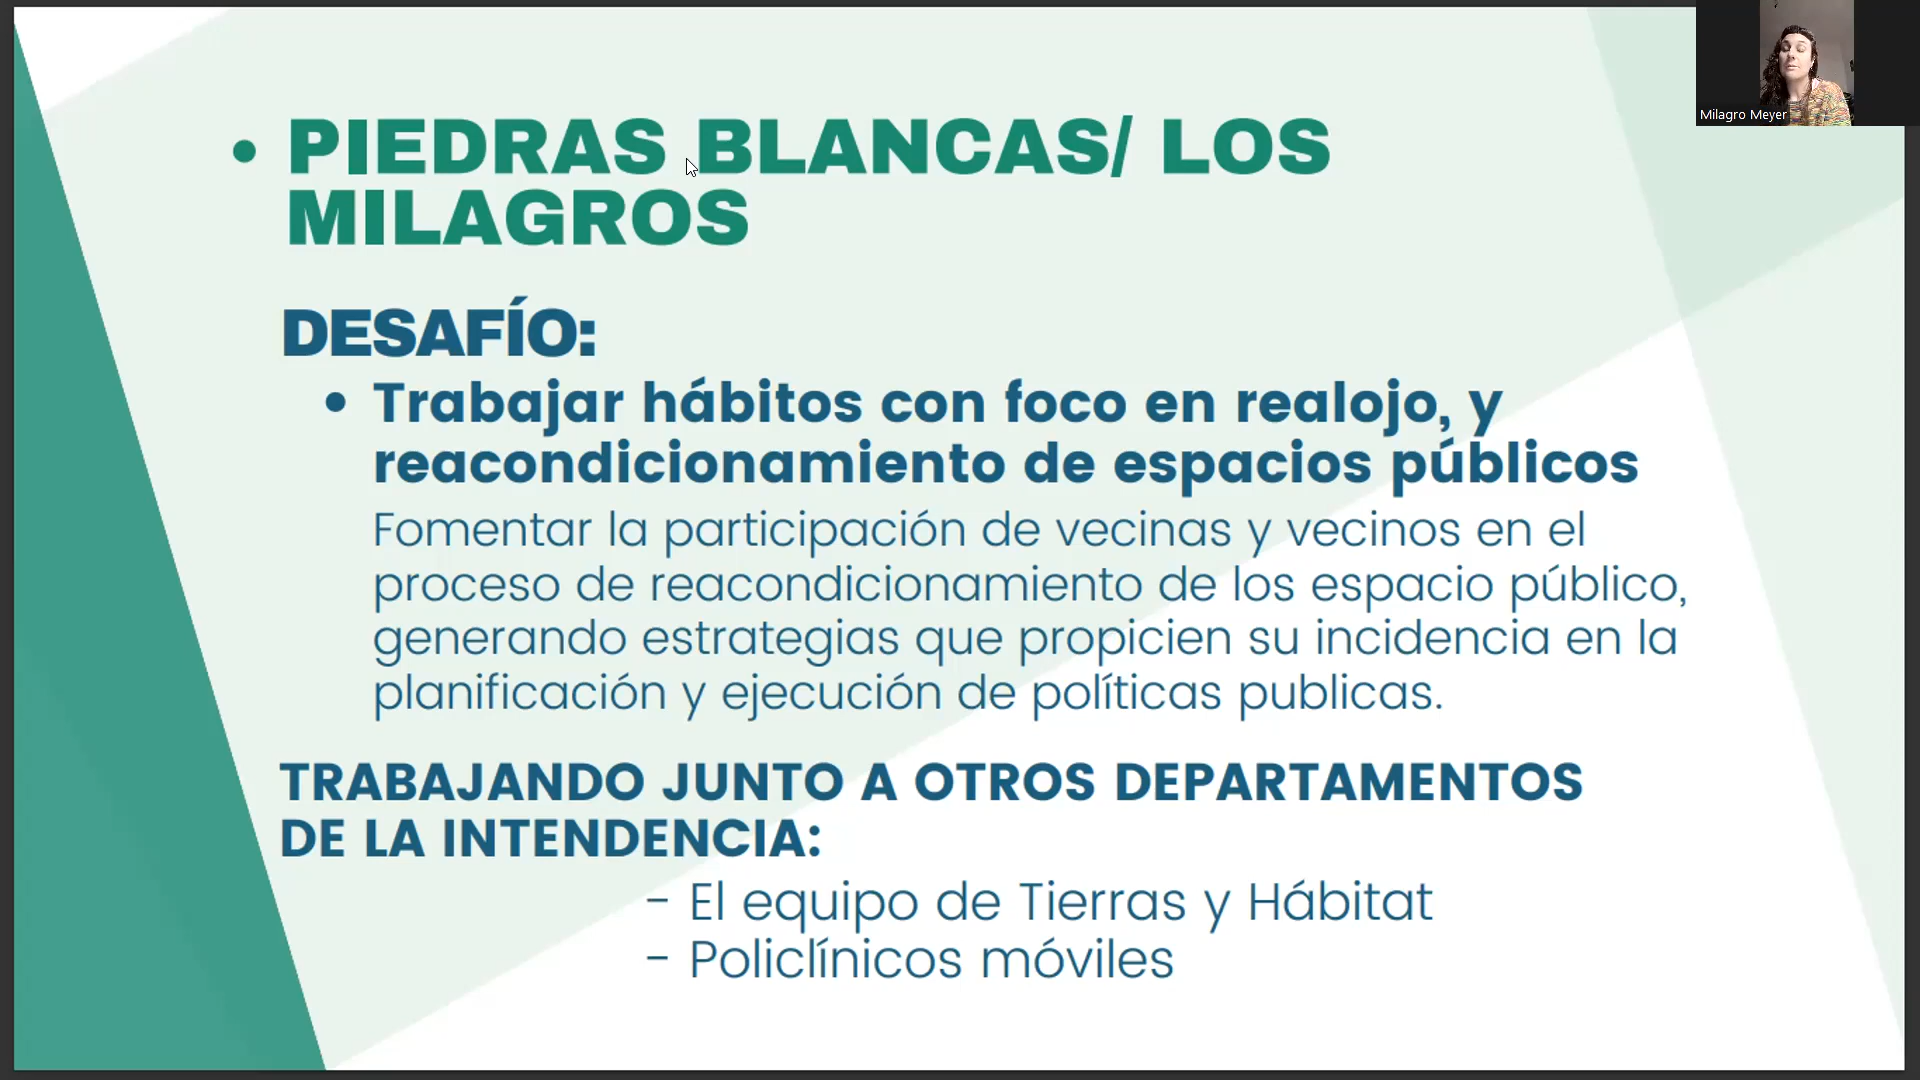 Milagro Meyer
• PIEDRAS BLANCAS/ LOS
MILAGROS
DESAFÍO:
• Trabajar hábitos con foco en realojo, y
reacondicionamiento de espacios públicos
Fomentar la participación de vecinas y vecinos en el
proceso de reacondicionamiento de los espacio público,
generando estrategias que propicien su incidencia en la
planificación y ejecución de políticas publicas.
TRABAJANDO JUNTO A OTROS DEPARTAMENTOS
DE LA INTENDENCIA:
- El equipo de Tierras y Hábitat
- Policlínicos móviles